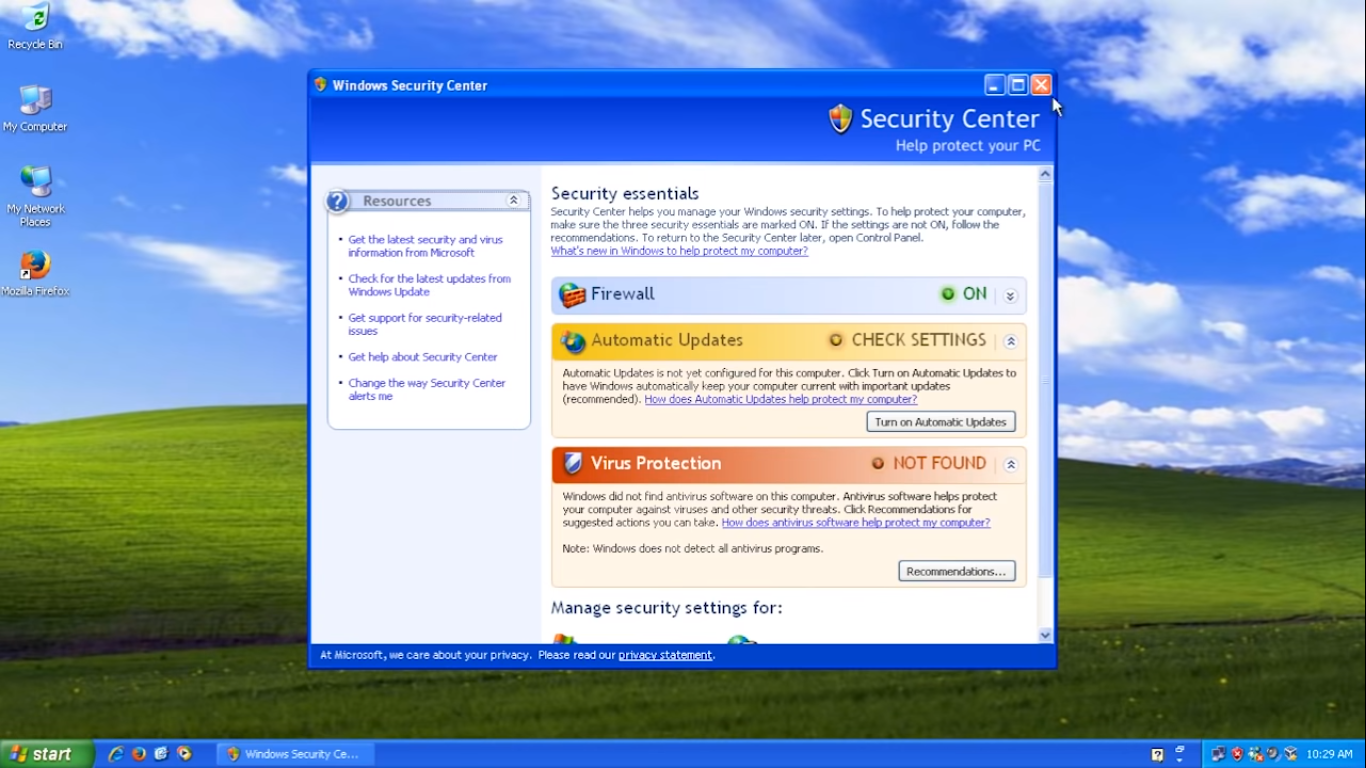 Recycle Bin
My Computer
My Network
Places
Mozilla Firefox
Windows Security Center
Security Center
Help protect your PC
Resources
Get the latest security and virus
information from Microsoft
Check for the latest updates from
Windows Update
Get support for security-related
issues
Get help about Security Center
Change the way Security Center
alerts me
Security essentials
Security Center helps you manage your Windows security settings. To help protect your computer,
make sure the three security essentials are marked ON. If the settings are not ON, follow the
recommendations. To return to the Security Center later, open Control Panel.
What's new in Windows to help protect my computer?
Firewall ON
Automatic Updates CHECK SETTINGS
Automatic Updates is not yet configured for this computer. Click Turn on Automatic Updates to
have Windows automatically keep your computer current with important updates
(recommended). How does Automatic Updates help protect my computer?
Turn on Automatic Updates
Virus Protection NOT FOUND
Windows did not find antivirus software on this computer. Antivirus software helps protect
your computer against viruses and other security threats. Click Recommendations for
suggested actions you can take. How does antivirus software help protect my computer?
Note: Windows does not detect all antivirus programs.
Recommendations...
Manage security settings for:
At Microsoft, we care about your privacy. Please read our privacy statement.
start
Windows Security Ce...
10:29 AM